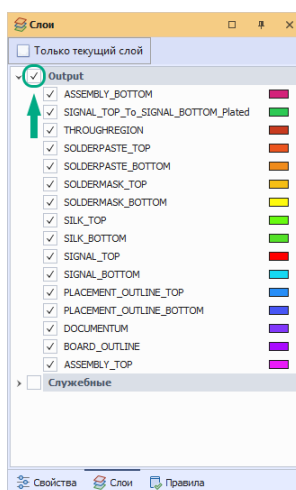 Слои
Только текущий слой
Output
ASSEMBLY_BOTTOM
SIGNAL_TOP_To_SIGNAL_BOTTOM_Plated
THROUGHREGION
SOLDERPASTE_TOP
SOLDERPASTE_BOTTOM
SOLDERMASK_TOP
SOLDERMASK_BOTTOM
SILK_TOP
SILK_BOTTOM
SIGNAL_TOP
SIGNAL_BOTTOM
PLACEMENT_OUTLINE_TOP
PLACEMENT_OUTLINE_BOTTOM
DOCUMENTUM
BOARD_OUTLINE
ASSEMBLY_TOP
Служебные
Свойства Слои Правила